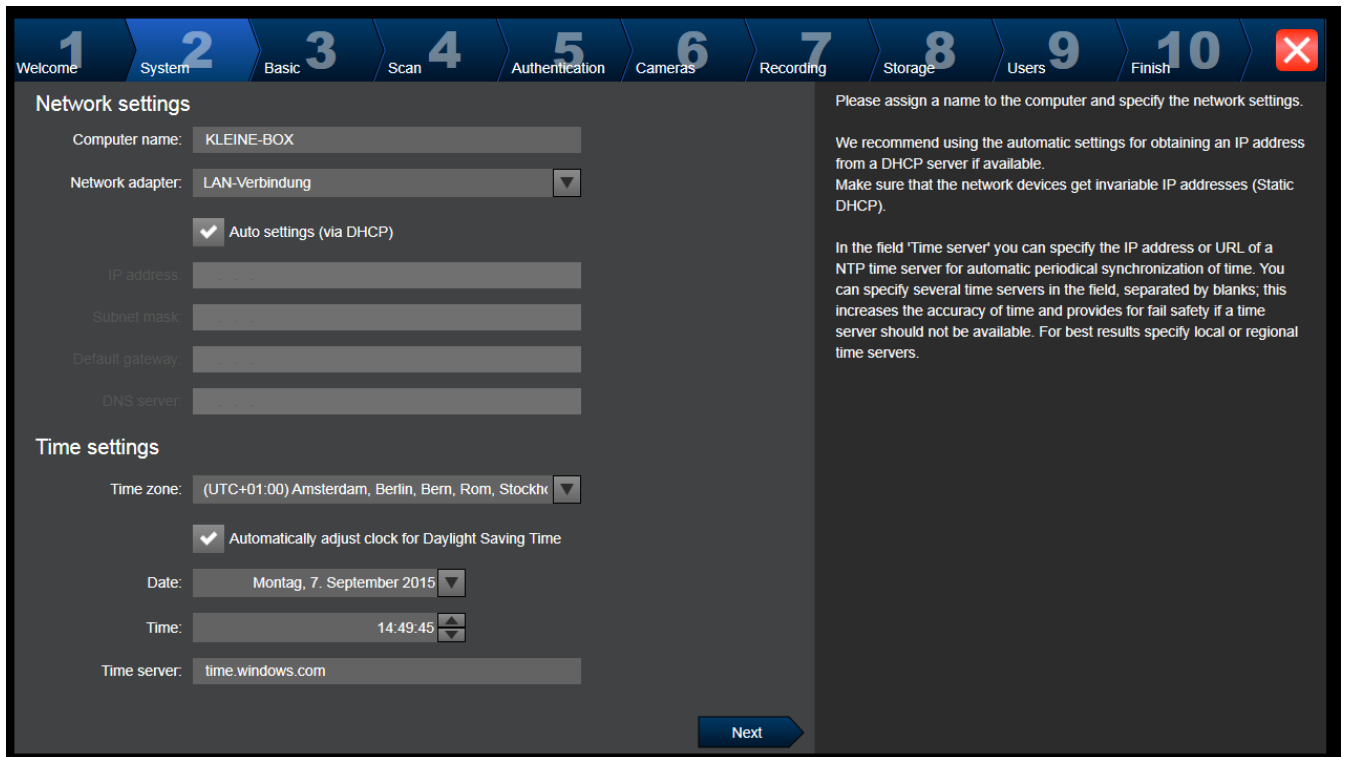 1 Welcome
2 System
3 Basic
4 Scan
5 Authentication
6 Cameras
7 Recording
8 Storage
9 Users
10 Finish
Network settings
Computer name: KLEINE-BOX
Network adapter: LAN-Verbindung
Auto settings (via DHCP)
IP address: . . .
Subnet mask: . . .
Default gateway: . . .
DNS server: . . .
Time settings
Time zone: (UTC+01:00) Amsterdam, Berlin, Bern, Rom, Stockh
Automatically adjust clock for Daylight Saving Time
Date: Montag, 7. September 2015
Time: 14:49:45
Time server: time.windows.com
Next
Please assign a name to the computer and specify the network settings.
We recommend using the automatic settings for obtaining an IP address
from a DHCP server if available.
Make sure that the network devices get invariable IP addresses (Static
DHCP).
In the field 'Time server' you can specify the IP address or URL of a
NTP time server for automatic periodical synchronization of time. You
can specify several time servers in the field, separated by blanks; this
increases the accuracy of time and provides for fail safety if a time
server should not be available. For best results specify local or regional
time servers.